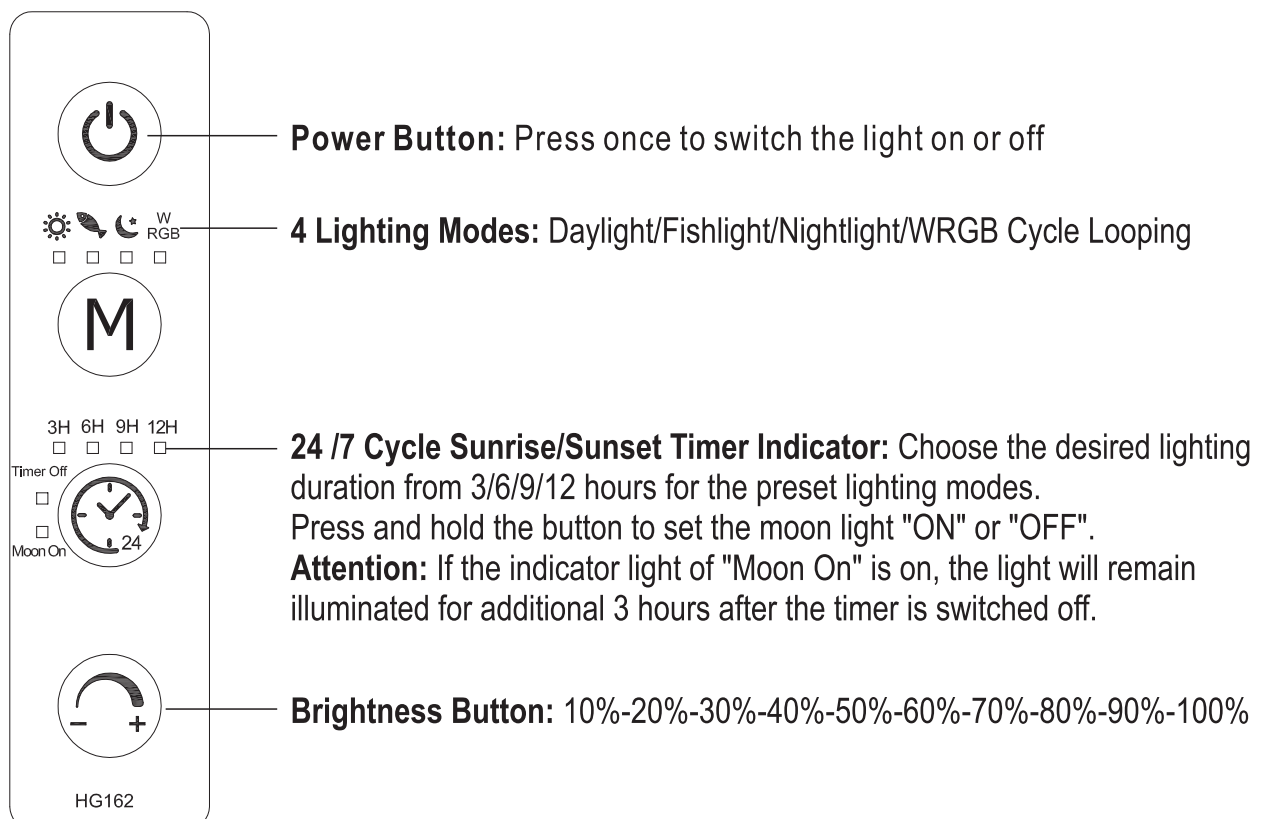 Power Button: Press once to switch the light on or off
W
RGB
4 Lighting Modes: Daylight/Fishlight/Nightlight/WRGB Cycle Looping
M
3H 6H 9H 12H
24 /7 Cycle Sunrise/Sunset Timer Indicator: Choose the desired lighting
duration from 3/6/9/12 hours for the preset lighting modes.
Press and hold the button to set the moon light "ON" or "OFF".
Attention: If the indicator light of "Moon On" is on, the light will remain
illuminated for additional 3 hours after the timer is switched off.
Timer Off
24
Moon On
Brightness Button: 10%-20%-30%-40%-50%-60%-70%-80%-90%-100%
- +
HG162